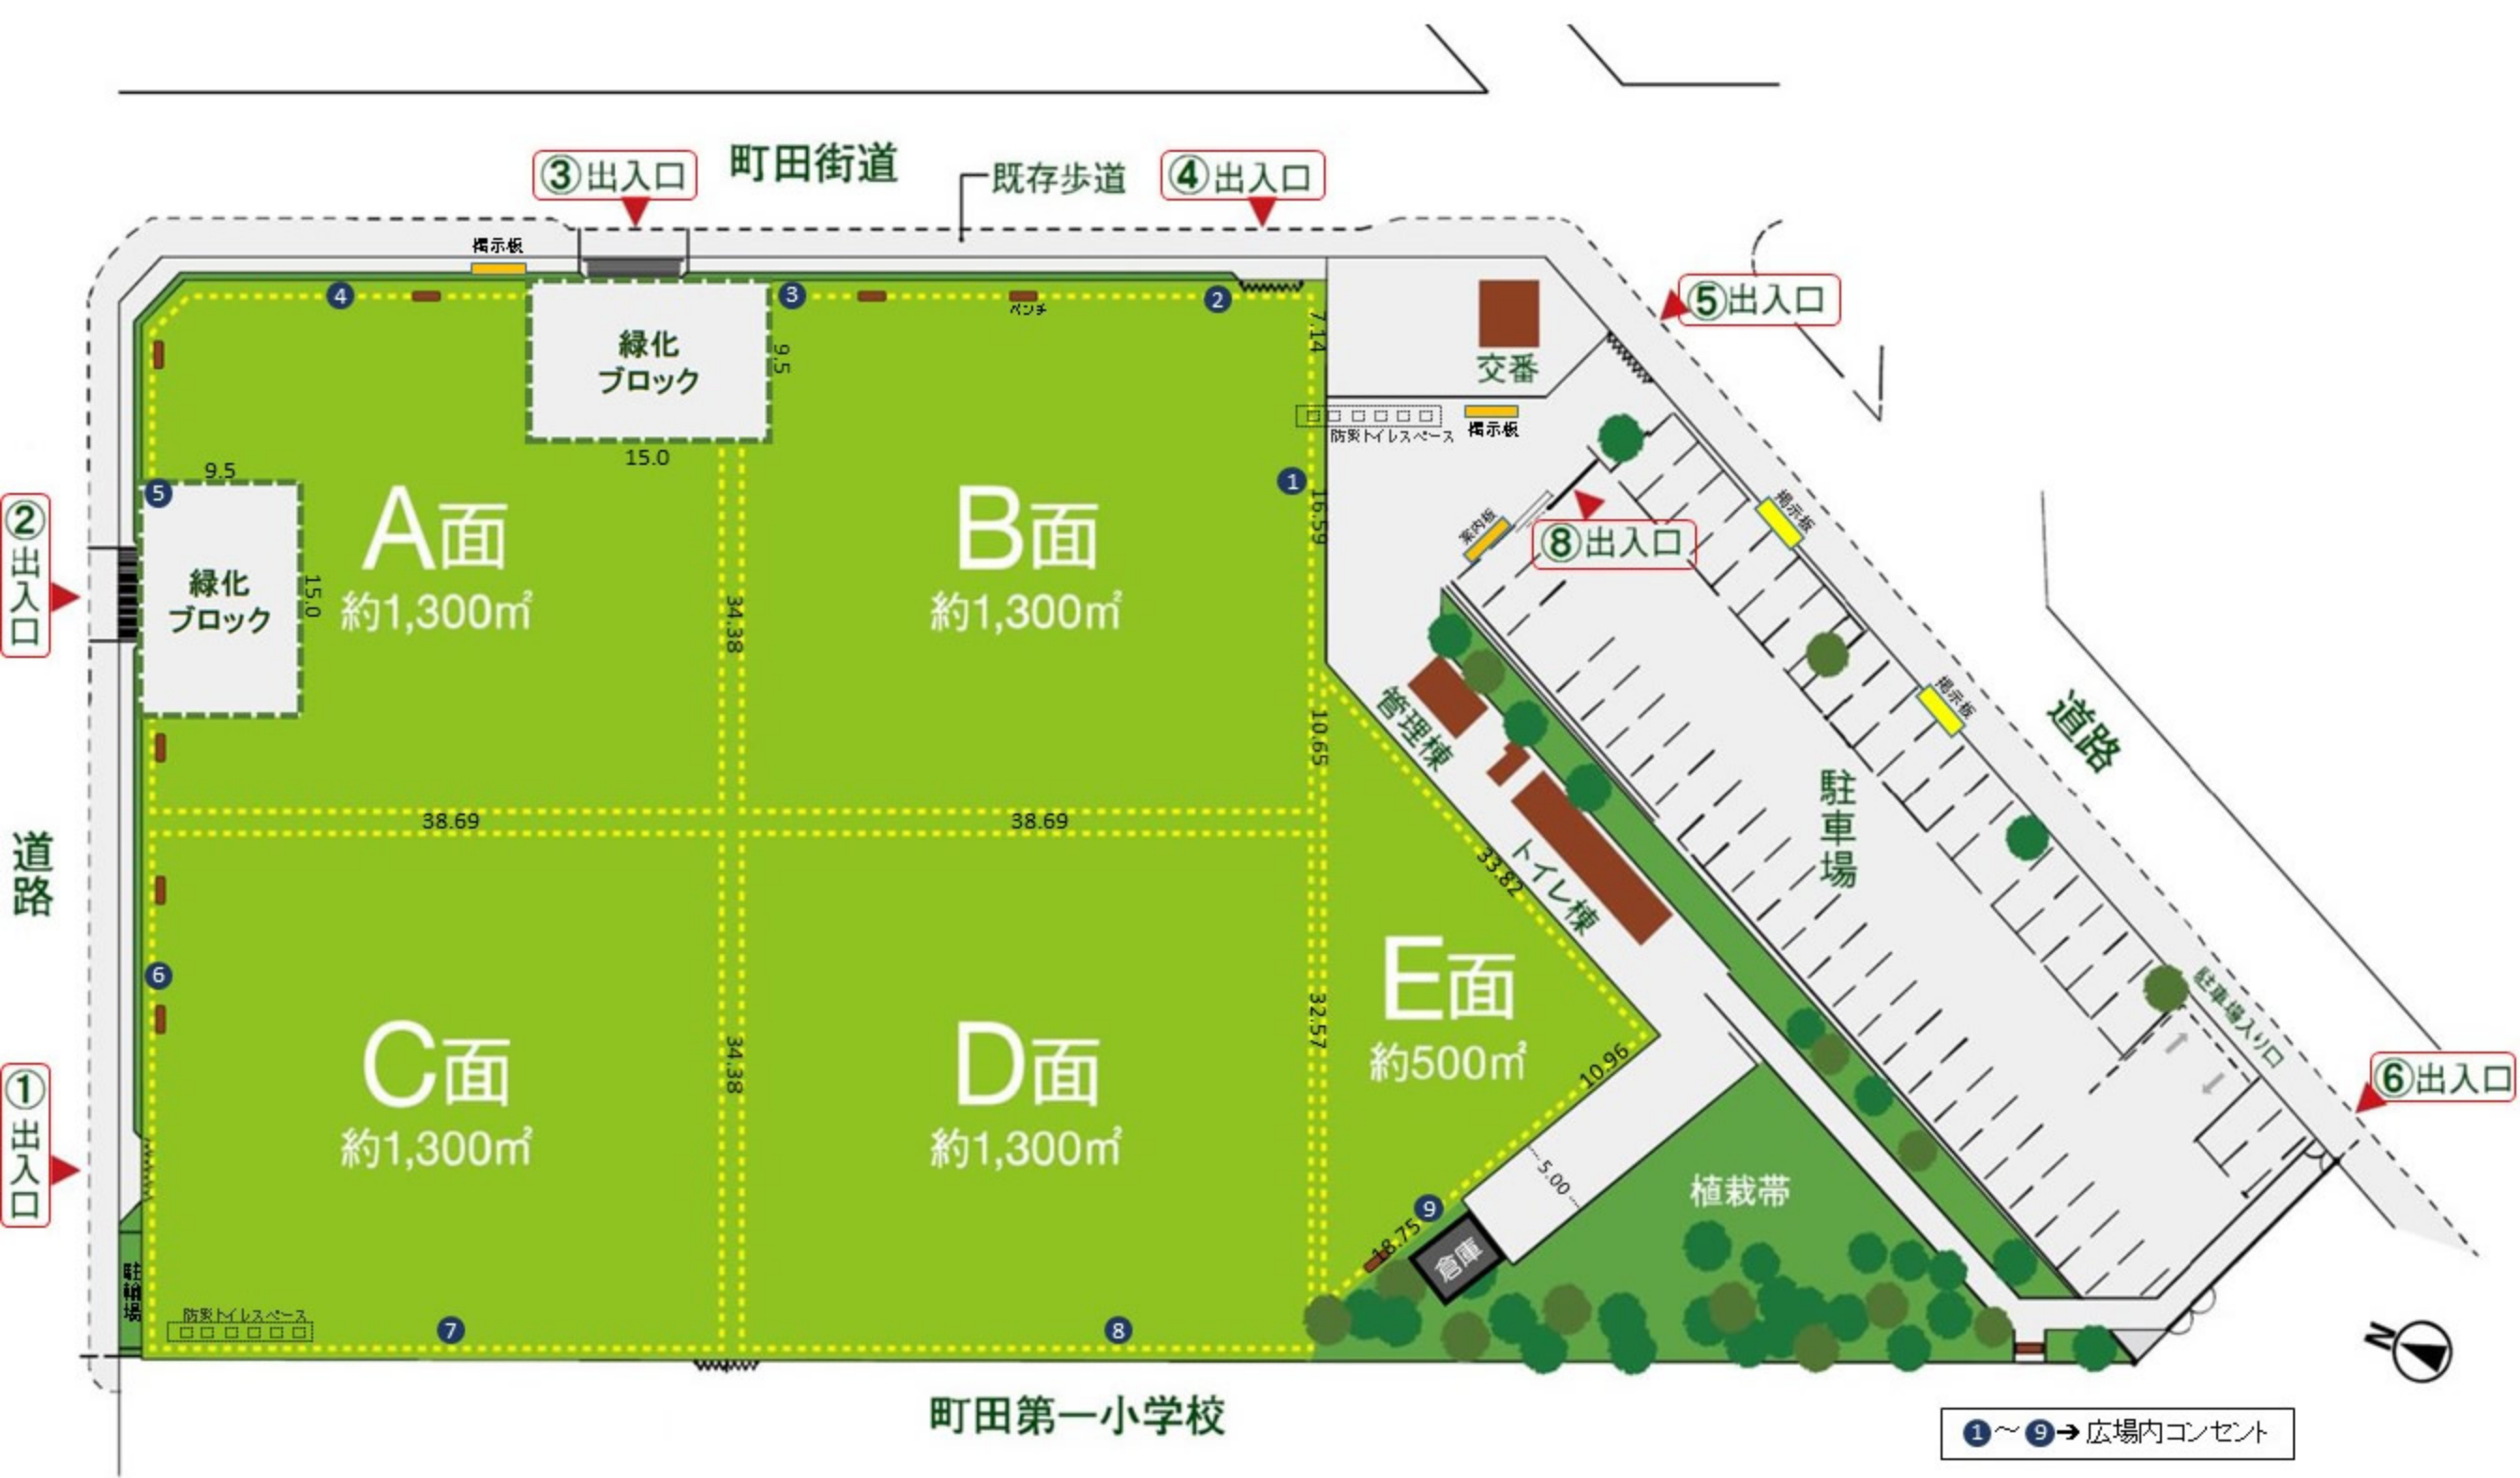 町田街道
既存歩道
③出入口
④出入口
⑤出入口
掲示板
4
3
ベンチ
2
緑化
ブロック
9.5
15.0
7.14
交番
防災トイレスペース
掲示板
②出入口
9.5
5
緑化
ブロック
15.0
A面
約1,300㎡
34.38
B面
約1,300㎡
1
16.59
案内板
⑧出入口
掲示板
掲示板
道路
管理棟
10.65
駐車場
トイレ棟
33.82
38.69
38.69
道路
6
C面
約1,300㎡
34.38
D面
約1,300㎡
32.57
E面
約500㎡
10.96
駐車場入り口
⑥出入口
①出入口
5.00
植栽帯
9
18.75
倉庫
駐輪場
防災トイレスペース
7
8
N
町田第一小学校
1～9➔広場内コンセント